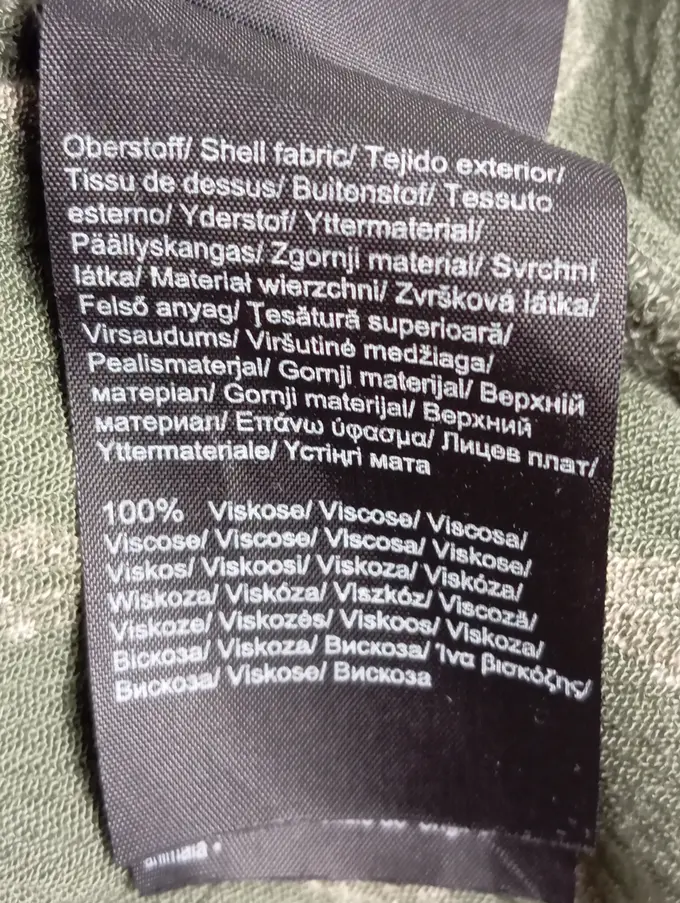 Oberstoff/ Shell fabric/ Tejido exterior/
Tissu de dessus/ Buitenstof/ Tessuto
esterno/ Yderstof/ Yttermaterial/
Päällyskangas/ Zgornji material/ Svrchní
látka/ Materiał wierzchni/ Zvršková látka/
Felső anyag/ Țesătură superioară/
Virsaudums/ Viršutinė medžiaga/
Pealismaterjal/ Gornji materijal/ Верхній
матеріал/ Gornji materijal/ Верхний
материал/ Επάνω ύφασμα/ Лицев плат/
Yttermateriale/ Үстіңгі мата
100% Viskose/ Viscose/ Viscosa/
Viscose/ Viscose/ Viscosa/ Viskose/
Viskos/ Viskoosi/ Viskoza/ Viskóza/
Wiskoza/ Viskóza/ Viszkóz/ Viscoză/
Viskoze/ Viskozės/ Viskoos/ Viskoza/
Віскоза/ Viskoza/ Вискоза/ Ίνα βισκόζης/
Вискоза/ Viskose/ Вискоза